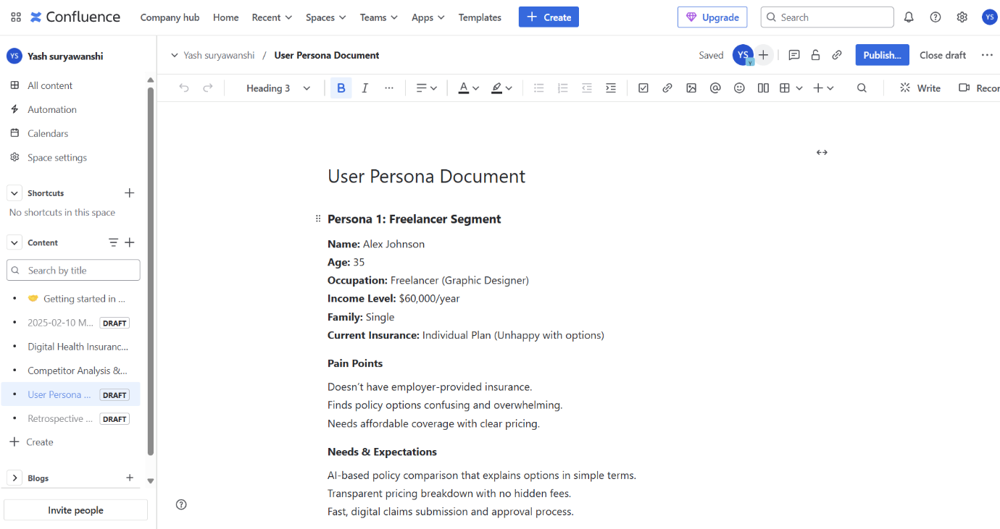 Confluence
Company hub
Home
Recent
Spaces
Teams
Apps
Templates
Create
Upgrade
Search
YS
YS
Yash suryawanshi
All content
Automation
Calendars
Space settings
Shortcuts
No shortcuts in this space
Content
Search by title
Getting started in ...
2025-02-10 M... DRAFT
Digital Health Insuranc...
Competitor Analysis &...
User Persona ... DRAFT
Retrospective ... DRAFT
Create
Blogs
Invite people
Yash suryawanshi / User Persona Document
Saved
YS
Y
Publish...
Close draft
Heading 3
B
I
A
Write
Recor
User Persona Document
Persona 1: Freelancer Segment
Name: Alex Johnson
Age: 35
Occupation: Freelancer (Graphic Designer)
Income Level: $60,000/year
Family: Single
Current Insurance: Individual Plan (Unhappy with options)
Pain Points
Doesn’t have employer-provided insurance.
Finds policy options confusing and overwhelming.
Needs affordable coverage with clear pricing.
Needs & Expectations
AI-based policy comparison that explains options in simple terms.
Transparent pricing breakdown with no hidden fees.
Fast, digital claims submission and approval process.